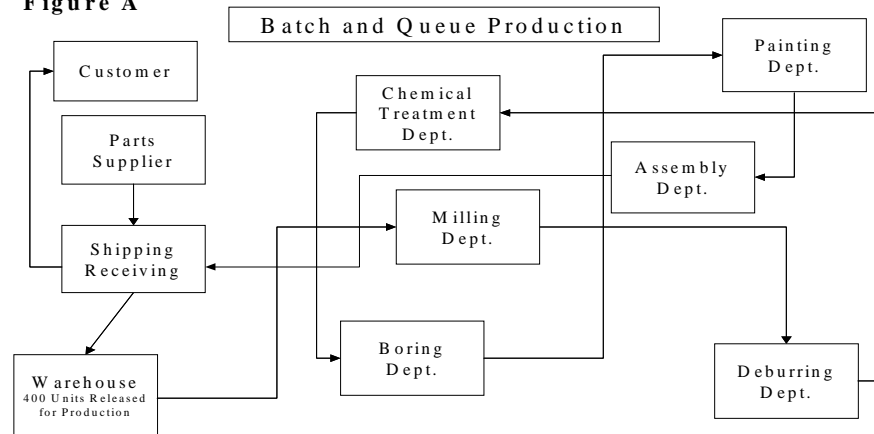 Figure A
Batch and Queue Production
Customer
Painting
Dept.
Chemical
Treatment
Dept.
Parts
Supplier
Assembly
Dept.
Milling
Dept.
Shipping
Receiving
Boring
Dept.
Deburring
Dept.
Warehouse
400 Units Released
for Production